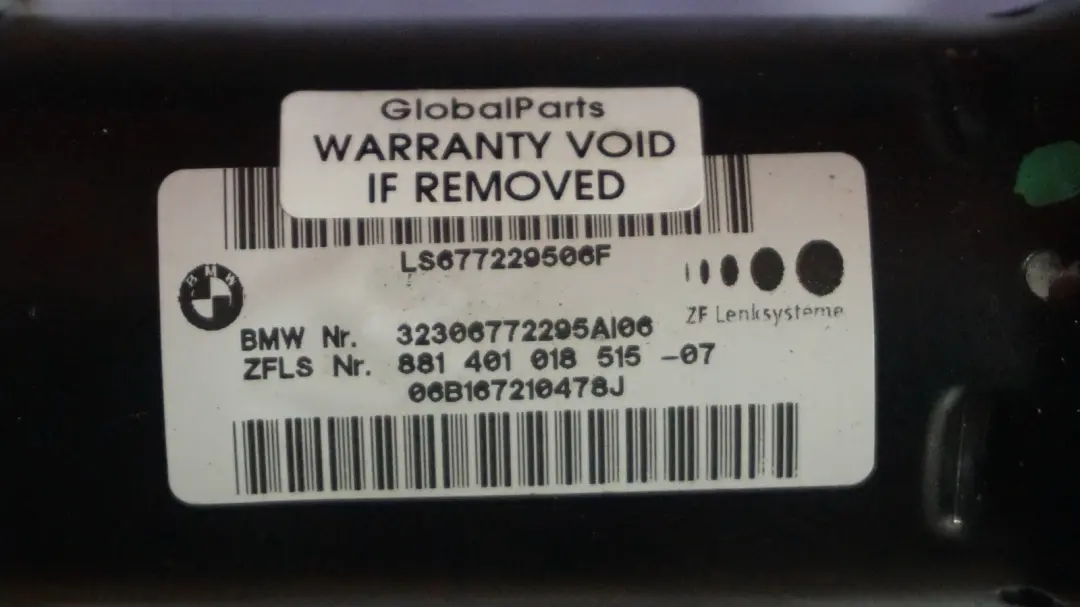 GlobalParts
WARRANTY VOID
IF REMOVED
LS677229506F
BMW
ZF Lenksysteme
BMW Nr. 32306772295AI06
ZFLS Nr. 881 401 018 515 -07
06B167210478J